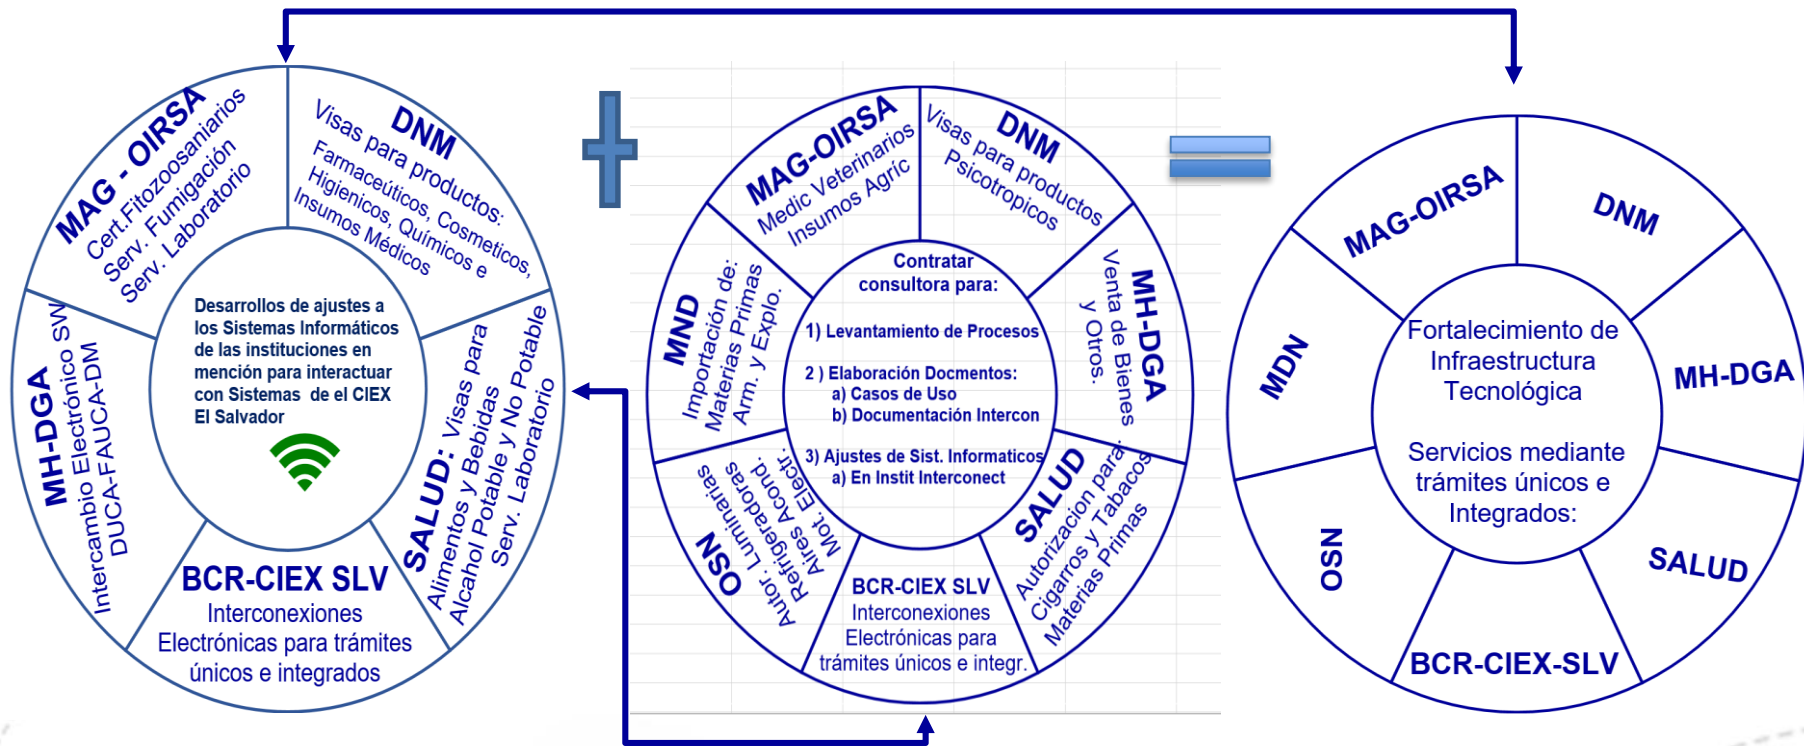 MAG - OIRSA
Cert.Fitozoosaniarios
Serv. Fumigación
Serv. Laboratorio
DNM
Visas para productos:
Farmaceúticos, Cosmeticos,
Higienicos, Químicos e
Insumos Médicos
MH-DGA
Intercambio Electrónico SW
DUCA-FAUCA-DM
Desarrollos de ajustes a
los Sistemas Informáticos
de las instituciones en
mención para interactuar
con Sistemas de el CIEX
El Salvador
SALUD: Visas para
Alimentos y Bebidas
Alcahol Potable y No Potable
Serv. Laboratorio
BCR-CIEX SLV
Interconexiones
Electrónicas para trámites
únicos e integrados
MAG-OIRSA
Medic Veterinarios
Insumos Agríc
DNM
Visas para productos
Psicotropicos
MND
Importación de:
Materias Primas
Arm. y Explo.
Contratar
consultora para:
1) Levantamiento de Procesos
2 ) Elaboración Docmentos:
a) Casos de Uso
b) Documentación Intercon
3) Ajustes de Sist. Informaticos
a) En Instit Interconect
MH-DGA
Venta de Bienes
y Otros.
OSN
Autor. Luminarias
Refrigeradoras
Aires Acond.
Mot. Electr.
SALUD
Autorizacion para.
Cigarros y Tabacos
Materias Primas
BCR-CIEX SLV
Interconexiones
Electrónicas para
trámites únicos e integr.
MAG-OIRSA
DNM
MDN
Fortalecimiento de
Infraestructura
Tecnológica
Servicios mediante
trámites únicos e
Integrados:
MH-DGA
OSN
SALUD
BCR-CIEX-SLV